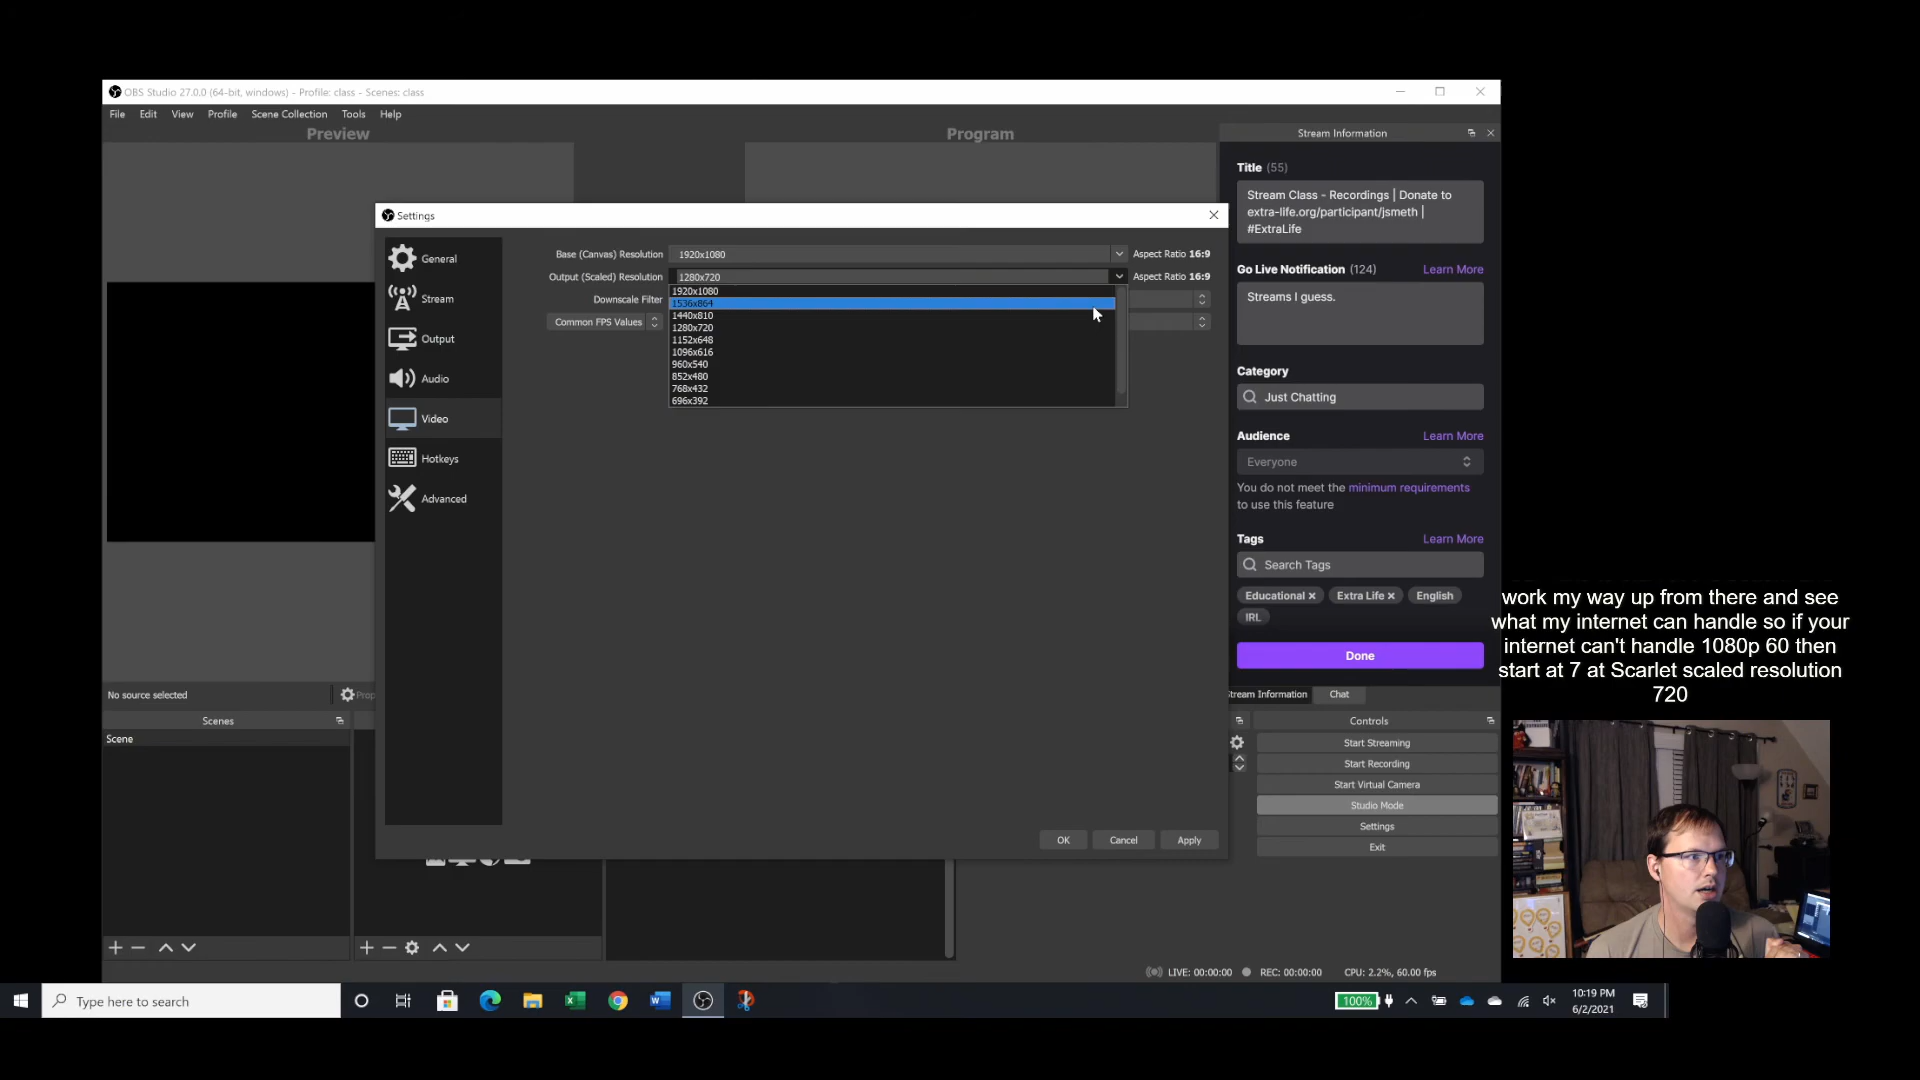 OBS Studio 27.0.0 (64-bit, windows) - Profile: class - Scenes: class
File Edit View Profile Scene Collection Tools Help
Preview
Program
Stream Information
Title (55)
Stream Class - Recordings | Donate to
extra-life.org/participant/jsmeth |
#ExtraLife
Go Live Notification (124) Learn More
Streams I guess.
Category
Just Chatting
Audience Learn More
Everyone
You do not meet the minimum requirements
to use this feature
Tags Learn More
Search Tags
Educational Extra Life English
IRL
Done
Settings
General
Stream
Output
Audio
Video
Hotkeys
Advanced
Base (Canvas) Resolution 1920x1080 Aspect Ratio 16:9
Output (Scaled) Resolution 1280x720 Aspect Ratio 16:9
Downscale Filter
Common FPS Values
1920x1080
1536x864
1440x810
1280x720
1152x648
1096x616
960x540
852x480
768x432
696x392
OK Cancel Apply
work my way up from there and see
what my internet can handle so if your
internet can't handle 1080p 60 then
start at 7 at Scarlet scaled resolution
720
No source selected
Prop
Stream Information Chat
Scenes
Scene
Controls
Start Streaming
Start Recording
Start Virtual Camera
Studio Mode
Settings
Exit
LIVE: 00:00:00 REC: 00:00:00 CPU: 2.2%, 60.00 fps
Type here to search
100%
10:19 PM
6/2/2021